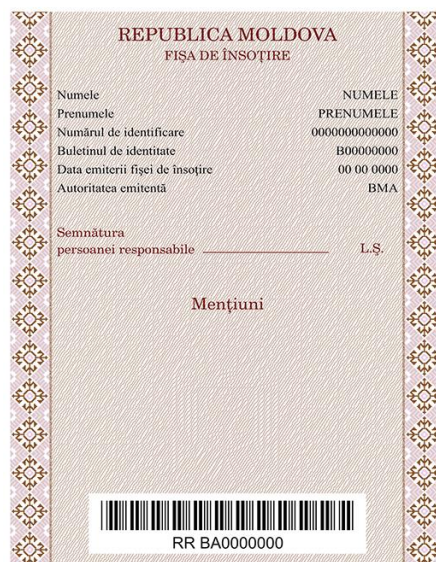 REPUBLICA MOLDOVA
FIȘA DE ÎNSOȚIRE
Numele NUMELE
Prenumele PRENUMELE
Numărul de identificare 0000000000000
Buletinul de identitate B00000000
Data emiterii fișei de însoțire 00 00 0000
Autoritatea emitentă BMA
Semnătura
persoanei responsabile L.Ș.
Mențiuni
RR BA0000000